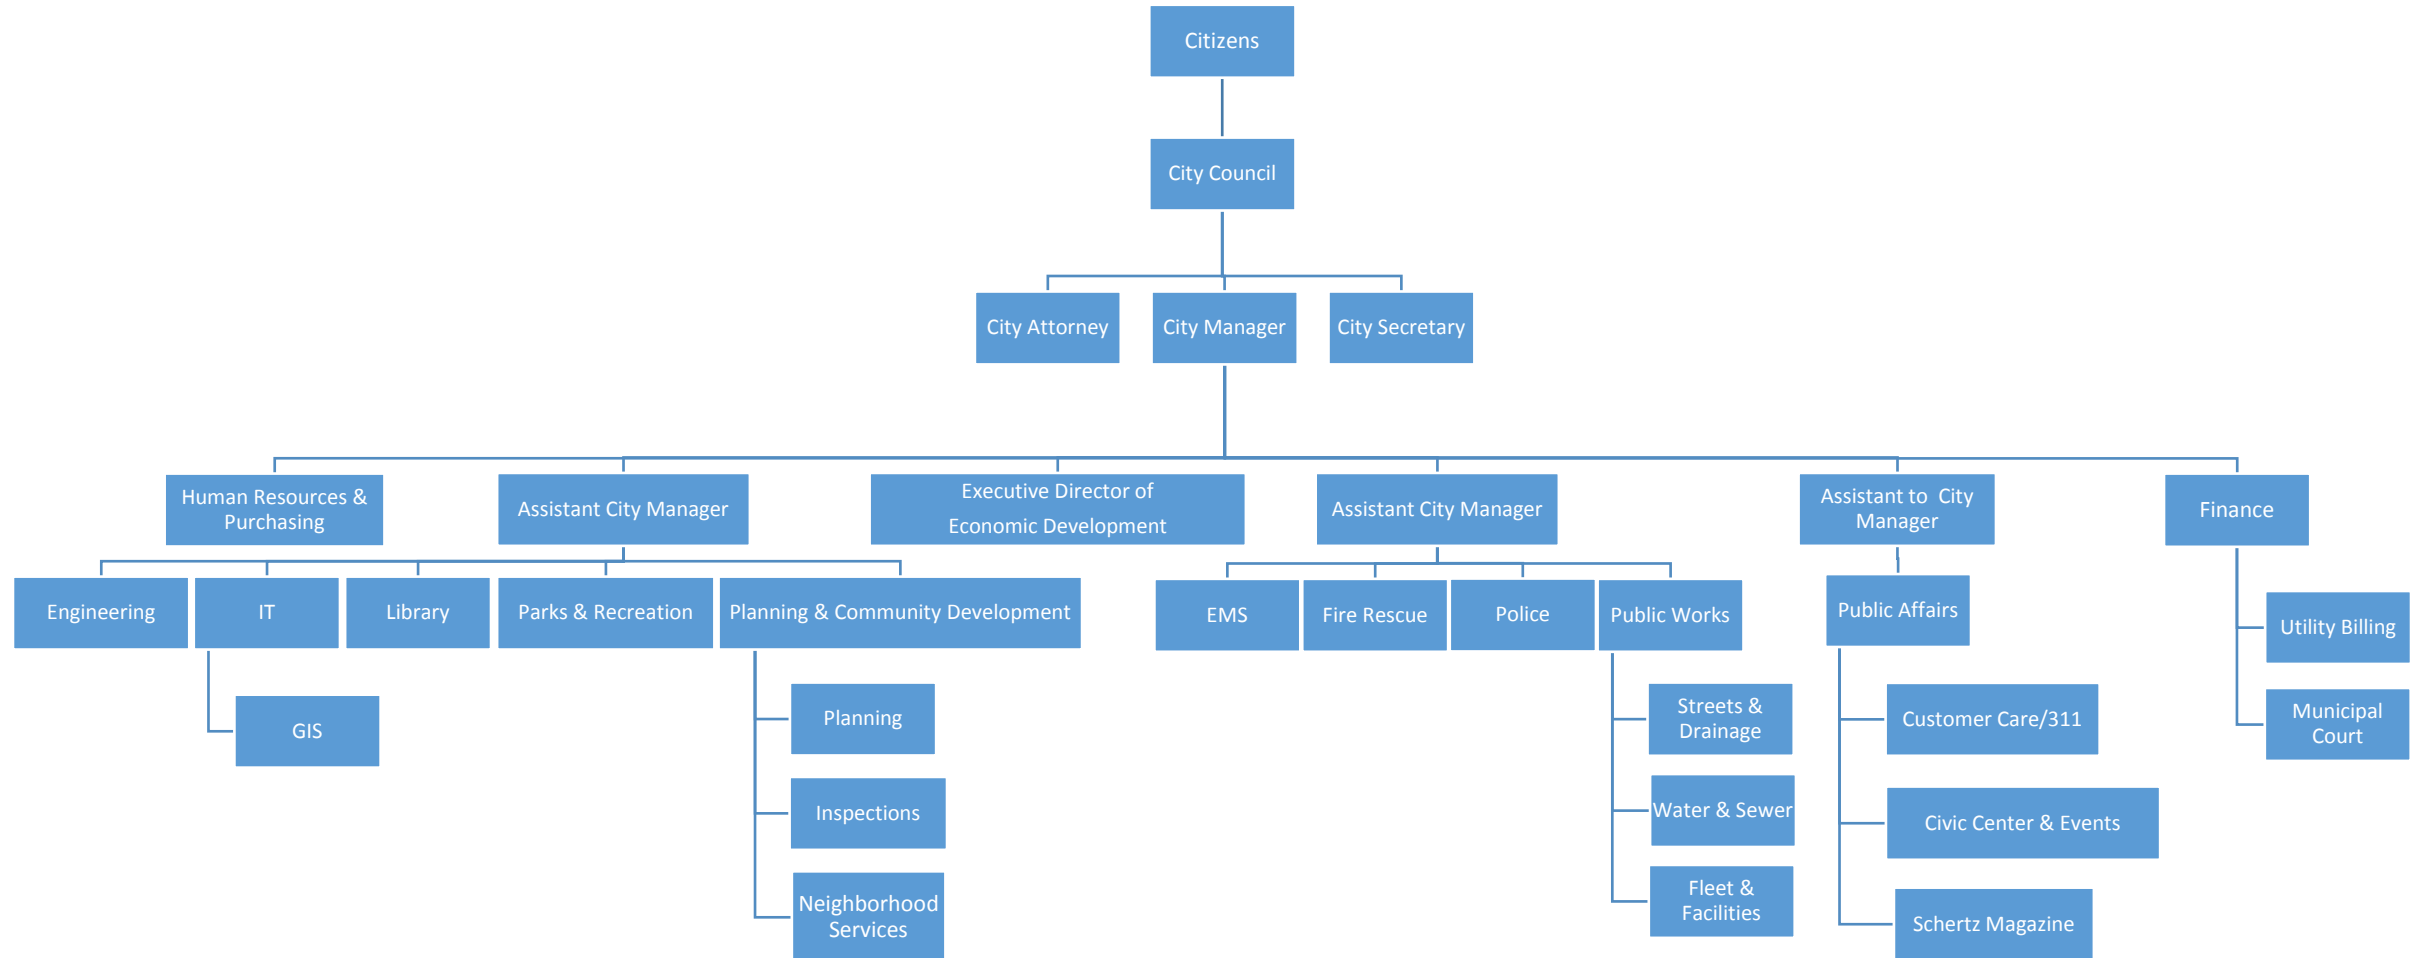 Citizens
City Council
City Attorney
City Manager
City Secretary
Human Resources &
Purchasing
Assistant City Manager
Executive Director of
Economic Development
Assistant City Manager
Assistant to City
Manager
Finance
Engineering
IT
Library
Parks & Recreation
Planning & Community Development
EMS
Fire Rescue
Police
Public Works
Public Affairs
Utility Billing
GIS
Planning
Streets &
Drainage
Customer Care/311
Municipal
Court
Inspections
Water & Sewer
Civic Center & Events
Neighborhood
Services
Fleet &
Facilities
Schertz Magazine